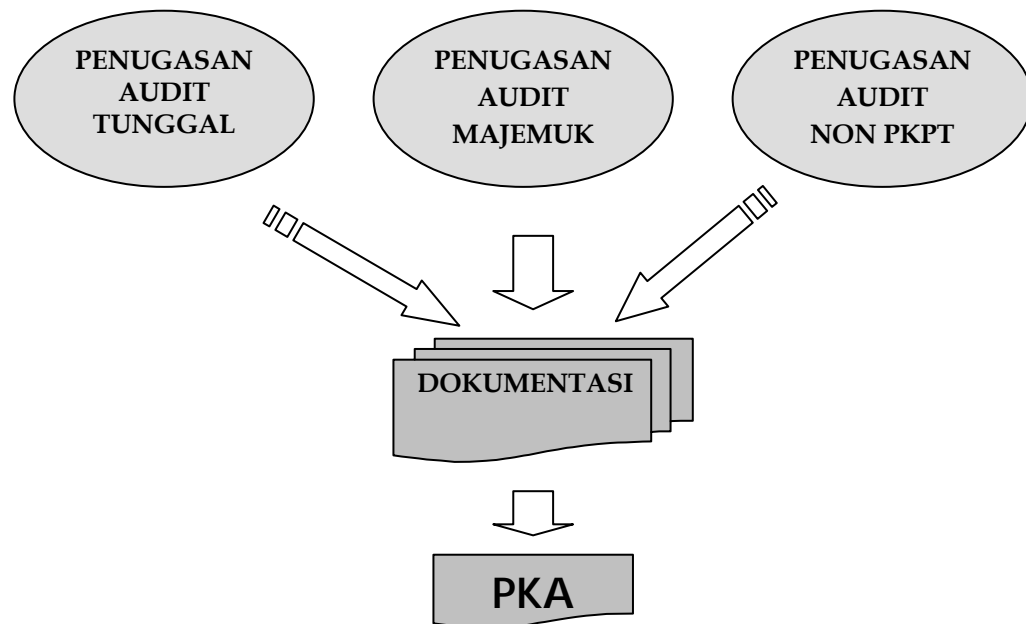 PENUGASAN
AUDIT
TUNGGAL
PENUGASAN
AUDIT
MAJEMUK
PENUGASAN
AUDIT
NON PKPT
DOKUMENTASI
PKA